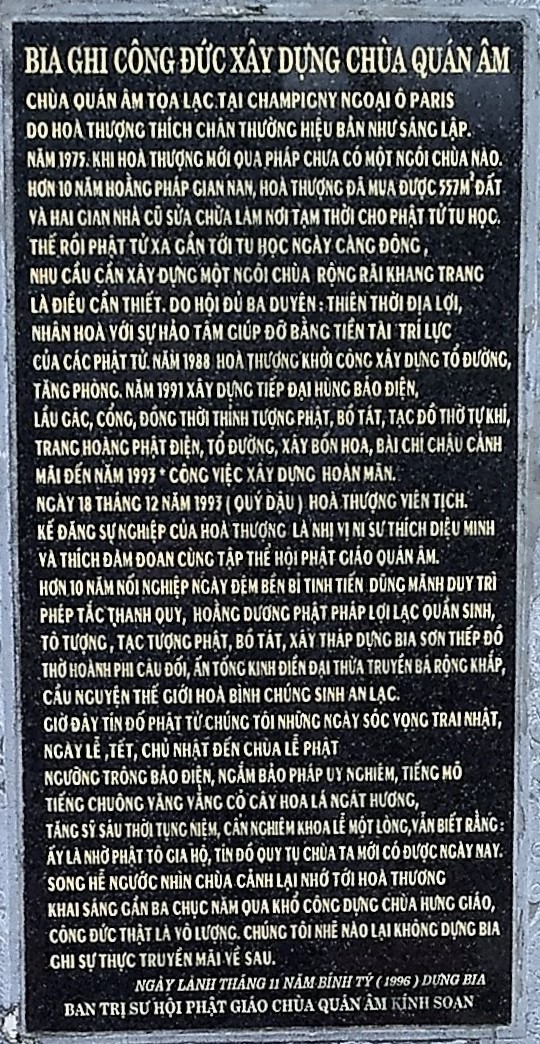 BIA GHI CÔNG ĐỨC XÂY DỰNG CHÙA QUÁN ÂM
CHÙA QUÁN ÂM TỌA LẠC TẠI CHAMPIGNY NGOẠI Ô PARIS
DO HOÀ THƯỢNG THÍCH CHÂN THƯỜNG HIỆU BẢN NHƯ SÁNG LẬP.
NĂM 1975. KHI HOÀ THƯỢNG MỚI QUA PHÁP CHƯA CÓ MỘT NGÔI CHÙA NÀO.
HƠN 10 NĂM HOẰNG PHÁP GIAN NAN, HOÀ THƯỢNG ĐÃ MUA ĐƯỢC 557M² ĐẤT
VÀ HAI GIAN NHÀ CŨ SỬA CHỮA LÀM NƠI TẠM THỜI CHO PHẬT TỬ TU HỌC.
THẾ RỒI PHẬT TỬ XA GẦN TỚI TU HỌC NGÀY CÀNG ĐÔNG,
NHU CẦU CẦN XÂY DỰNG MỘT NGÔI CHÙA RỘNG RÃI KHANG TRANG
LÀ ĐIỀU CẦN THIẾT. DO HỘI ĐỦ BA DUYÊN : THIÊN THỜI ĐỊA LỢI,
NHÂN HOÀ VỚI SỰ HẢO TÂM GIÚP ĐỠ BẰNG TIỀN TÀI TRÍ LỰC
CỦA CÁC PHẬT TỬ. NĂM 1988 HOÀ THƯỢNG KHỞI CÔNG XÂY DỰNG TỔ ĐƯỜNG,
TĂNG PHÒNG. NĂM 1991 XÂY DỰNG TIẾP ĐẠI HÙNG BẢO ĐIỆN,
LẦU GÁC, CỔNG, ĐỒNG THỜI THỈNH TƯỢNG PHẬT, BỒ TÁT, TẠC ĐỒ THỜ TỰ KHÍ,
TRANG HOÀNG PHẬT ĐIỆN, TỔ ĐƯỜNG, XÂY BỒN HOA, BÀI CHÍ CHẬU CẢNH
MÃI ĐẾN NĂM 1993 * CÔNG VIỆC XÂY DỰNG HOÀN MÃN.
NGÀY 18 THÁNG 12 NĂM 1993 ( QUÝ DẬU ) HOÀ THƯỢNG VIÊN TỊCH.
KẾ ĐĂNG SỰ NGHIỆP CỦA HOÀ THƯỢNG LÀ NHỊ VỊ NI SƯ THÍCH DIỆU MINH
VÀ THÍCH ĐÀM ĐOAN CÙNG TẬP THỂ HỘI PHẬT GIÁO QUÁN ÂM.
HƠN 10 NĂM NỐI NGHIỆP NGÀY ĐÊM BỀN BỈ TINH TIẾN DŨNG MÃNH DUY TRÌ
PHÉP TẮC THANH QUY, HOẰNG DƯƠNG PHẬT PHÁP LỢI LẠC QUẦN SINH,
TÔ TƯỢNG, TẠC TƯỢNG PHẬT, BỒ TÁT, XÂY THÁP DỰNG BIA SƠN THẾP ĐỒ
THỜ HOÀNH PHI CÂU ĐỐI, ẤN TỐNG KINH ĐIỂN ĐẠI THỪA TRUYỀN BÁ RỘNG KHẮP,
CẦU NGUYỆN THẾ GIỚI HOÀ BÌNH CHÚNG SINH AN LẠC.
GIỜ ĐÂY TÍN ĐỒ PHẬT TỬ CHÚNG TÔI NHỮNG NGÀY SÓC VỌNG TRAI NHẬT,
NGÀY LỄ ,TẾT, CHỦ NHẬT ĐẾN CHÙA LỄ PHẬT
NGƯỠNG TRÔNG BẢO ĐIỆN, NGẮM BẢO PHÁP UY NGHIÊM, TIẾNG MÕ
TIẾNG CHUÔNG VĂNG VẲNG CỎ CÂY HOA LÁ NGÁT HƯƠNG,
TĂNG SỸ SÁU THỜI TỤNG NIỆM, CẨN NGHIÊM KHOA LỄ MỘT LÒNG, VẪN BIẾT RẰNG :
ẤY LÀ NHỜ PHẬT TỔ GIA HỘ, TÍN ĐỒ QUY TỤ CHÙA TA MỚI CÓ ĐƯỢC NGÀY NAY.
SONG HỄ NGƯỚC NHÌN CHÙA CẢNH LẠI NHỚ TỚI HOÀ THƯỢNG
KHAI SÁNG GẦN BA CHỤC NĂM QUA KHỔ CÔNG DỰNG CHÙA HƯNG GIÁO,
CÔNG ĐỨC THẬT LÀ VÔ LƯỢNG. CHÚNG TÔI NHẼ NÀO LẠI KHÔNG DỰNG BIA
GHI SỰ THỰC TRUYỀN MÃI VỀ SAU.
NGÀY LÀNH THÁNG 11 NĂM BÍNH TÝ ( 1996 ) DỰNG BIA
BAN TRỊ SỰ HỘI PHẬT GIÁO CHÙA QUÁN ÂM KÍNH SOẠN